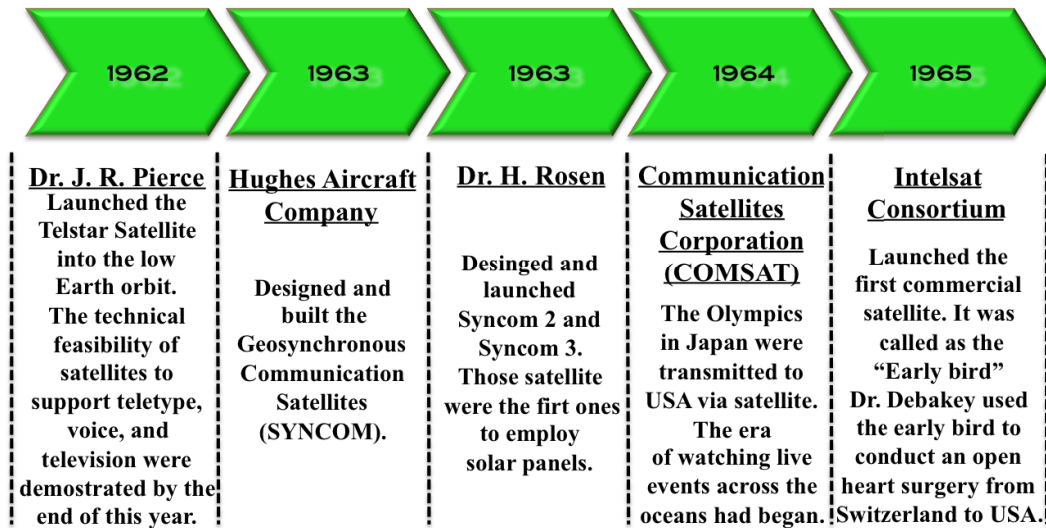 1962
1963
1963
1964
1965
Dr. J. R. Pierce
Launched the
Telstar Satellite
into the low
Earth orbit.
The technical
feasibility of
satellites to
support teletype,
voice, and
television were
demostrated by the
end of this year.
Hughes Aircraft
Company
Designed and
built the
Geosynchronous
Communication
Satellites
(SYNCOM).
Dr. H. Rosen
Desinged and
launched
Syncom 2 and
Syncom 3.
Those satellite
were the firt ones
to employ
solar panels.
Communication
Satellites
Corporation
(COMSAT)
The Olympics
in Japan were
transmitted to
USA via satellite.
The era
of watching live
events across the
oceans had began.
Intelsat
Consortium
Launched the
first commercial
satellite. It was
called as the
“Early bird”
Dr. Debakey used
the early bird to
conduct an open
heart surgery from
Switzerland to USA.